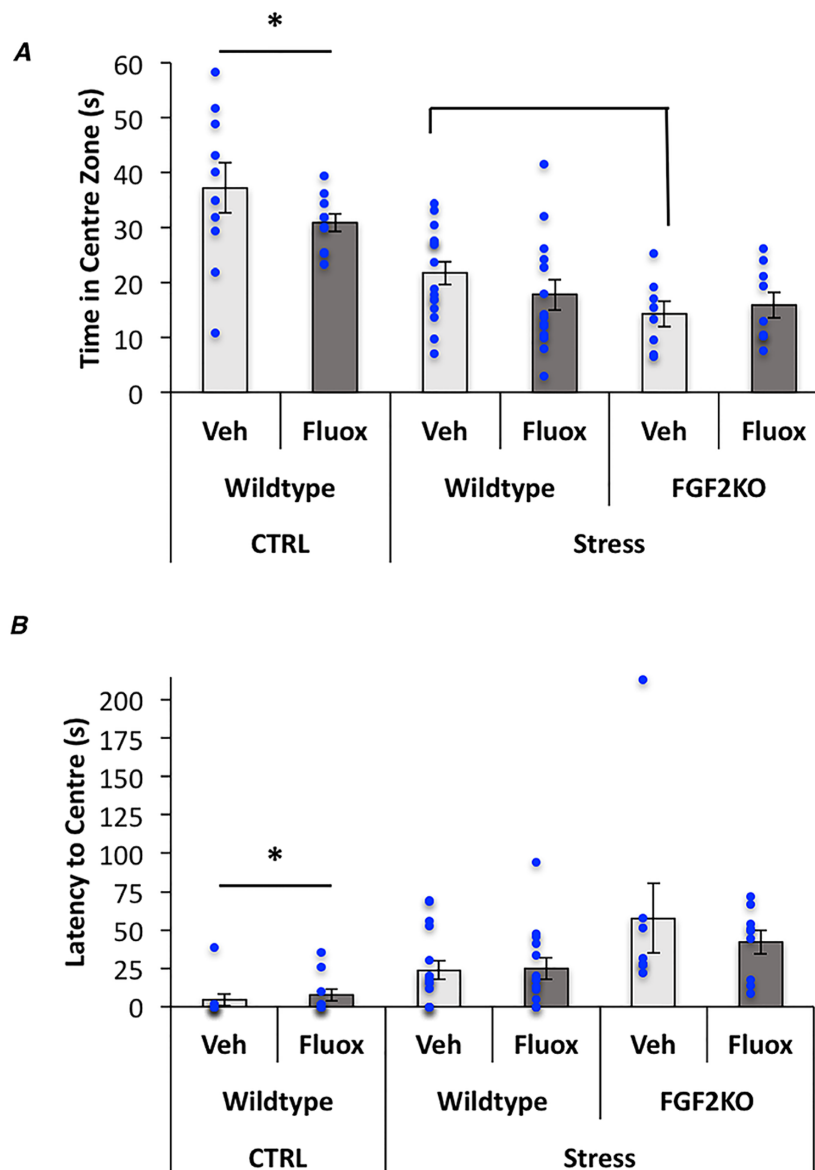 A
*
Time in Centre Zone (s)
60
50
40
30
20
10
0
Veh Fluox Veh Fluox Veh Fluox
Wildtype Wildtype FGF2KO
CTRL Stress
B
*
Latency to Centre (s)
200
175
150
125
100
75
50
25
0
Veh Fluox Veh Fluox Veh Fluox
Wildtype Wildtype FGF2KO
CTRL Stress